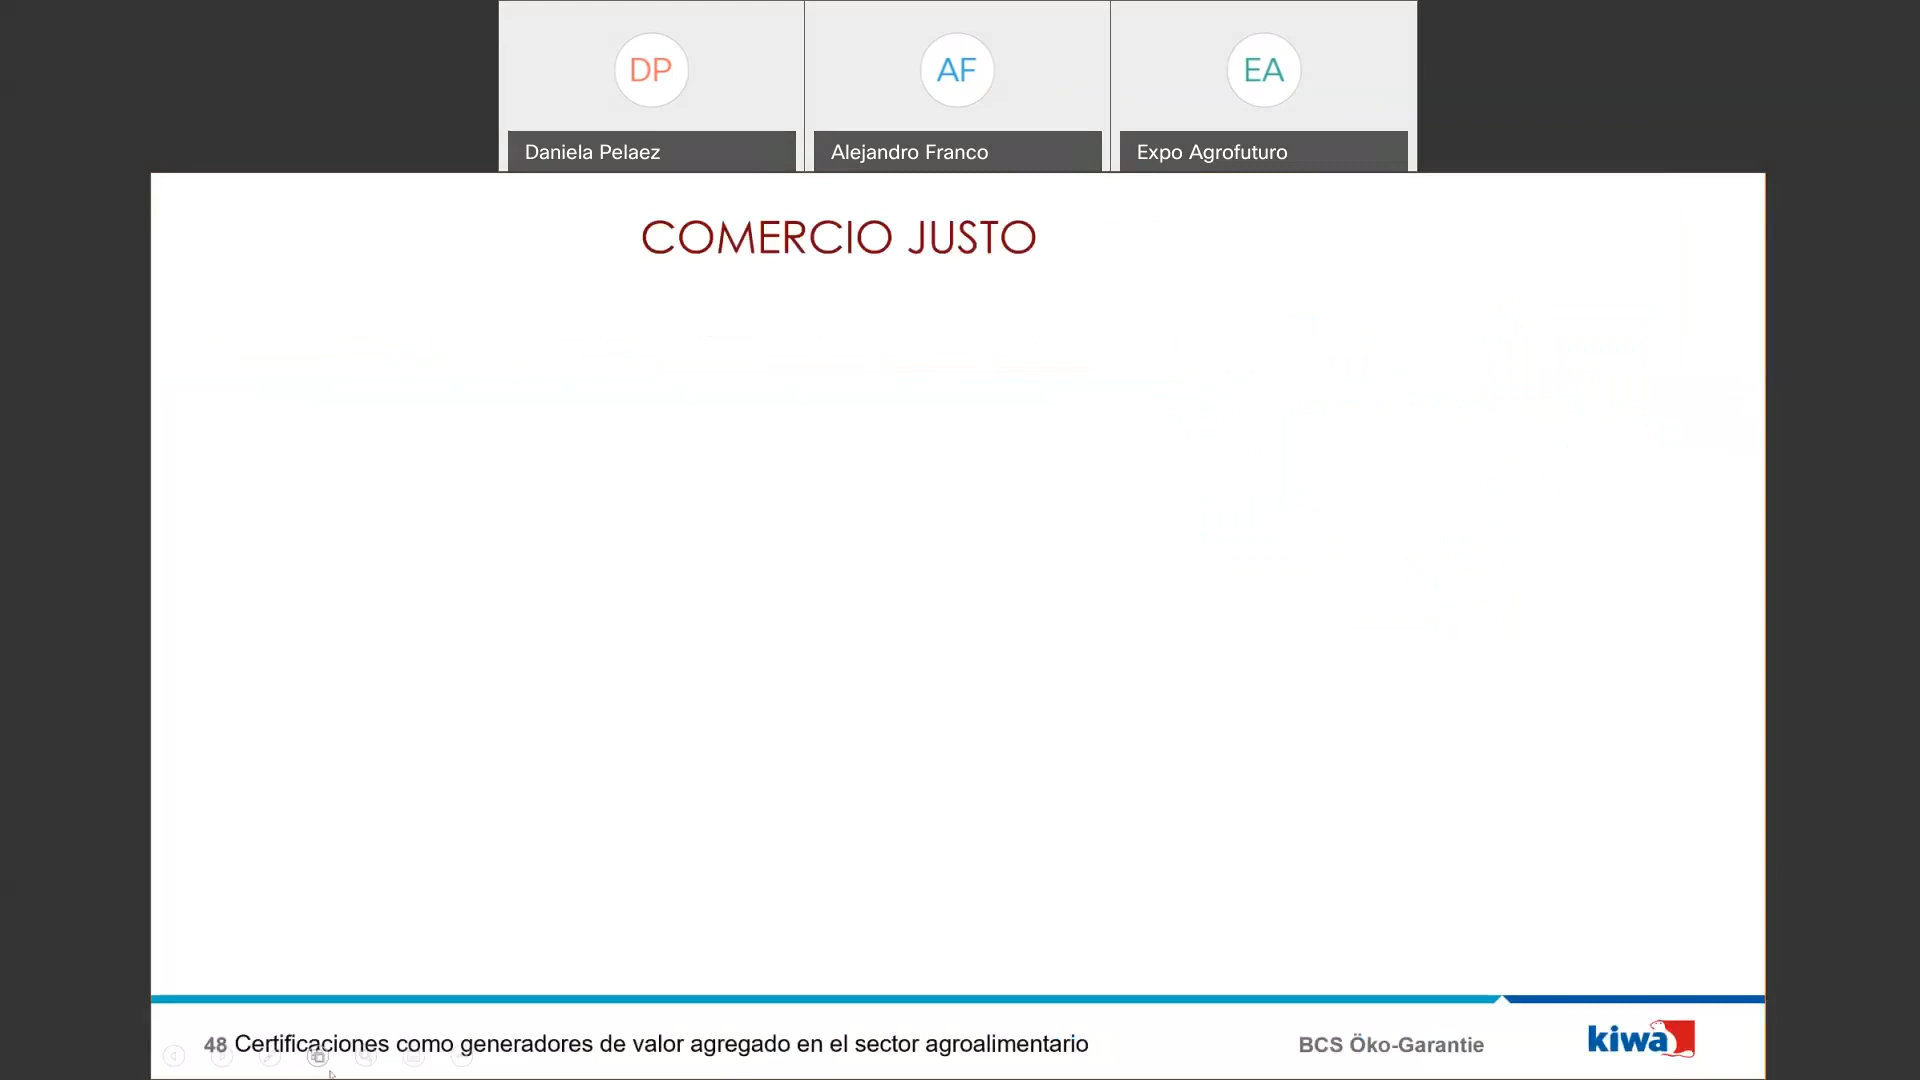 DP
AF
EA
Daniela Pelaez
Alejandro Franco
Expo Agrofuturo
COMERCIO JUSTO
48 Certificaciones como generadores de valor agregado en el sector agroalimentario
BCS Öko-Garantie
kiwa